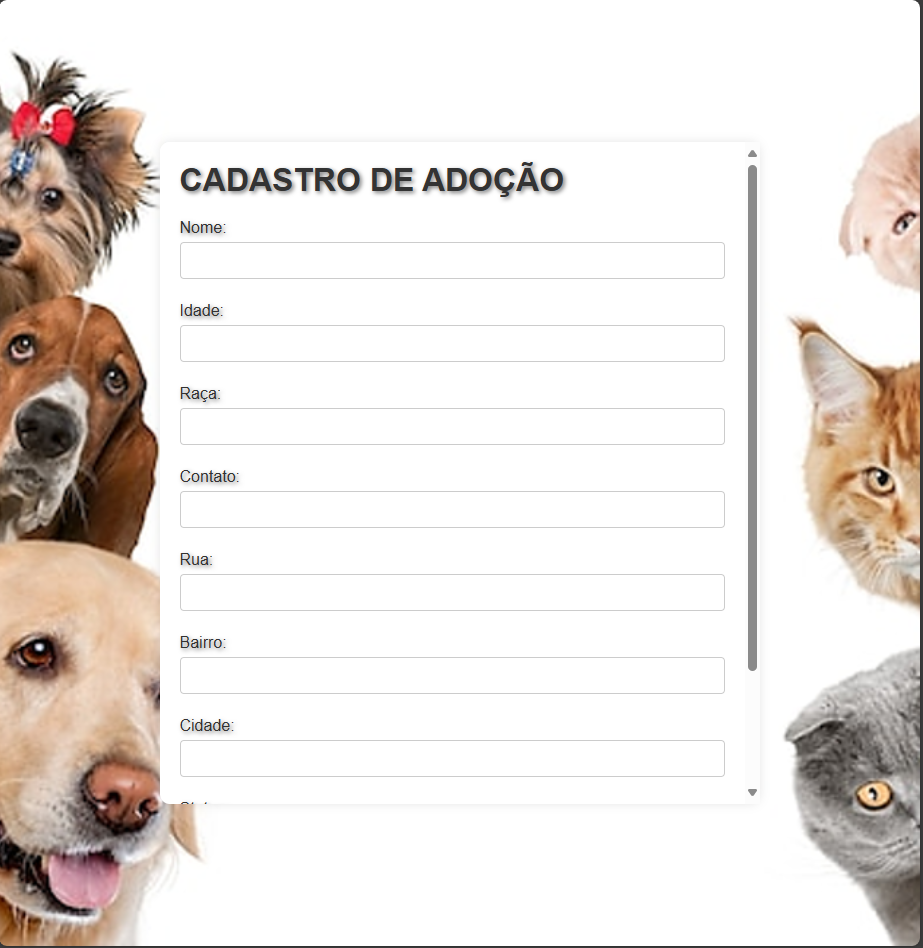 CADASTRO DE ADOÇÃO
Nome:
Idade:
Raça:
Contato:
Rua:
Bairro:
Cidade: